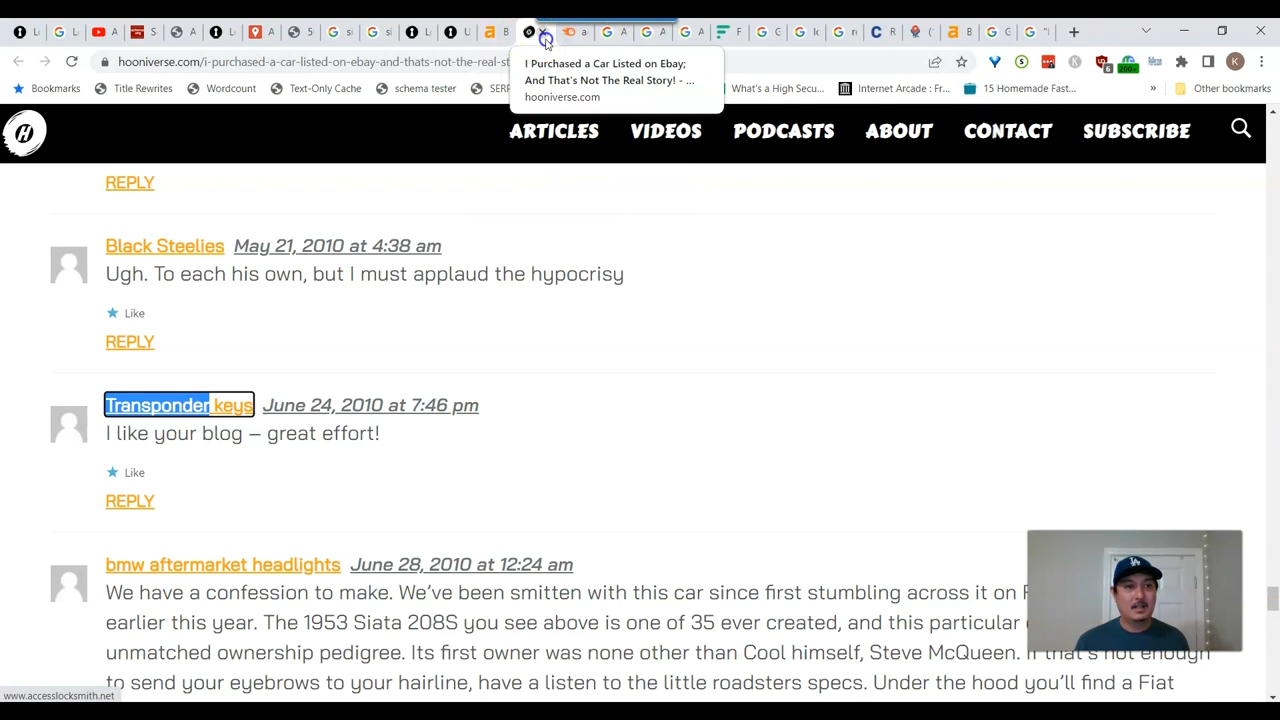 hooniverse.com/i-purchased-a-car-listed-on-ebay-and-thats-not-the-real-st
K
Bookmarks
Title Rewrites
Wordcount
Text-Only Cache
schema tester
SERP
What's a High Secu...
Internet Arcade : Fr...
15 Homemade Fast...
»
Other bookmarks
I Purchased a Car Listed on Ebay;
And That's Not The Real Story! - ...
hooniverse.com
H
ARTICLES
VIDEOS
PODCASTS
ABOUT
CONTACT
SUBSCRIBE
REPLY
Black Steelies May 21, 2010 at 4:38 am
Ugh. To each his own, but I must applaud the hypocrisy
Like
REPLY
Transponder keys June 24, 2010 at 7:46 pm
I like your blog – great effort!
Like
REPLY
bmw aftermarket headlights June 28, 2010 at 12:24 am
We have a confession to make. We've been smitten with this car since first stumbling across it on
earlier this year. The 1953 Siata 208S you see above is one of 35 ever created, and this particular
unmatched ownership pedigree. Its first owner was none other than Cool himself, Steve McQueen. If that's not enough
to send your eyebrows to your hairline, have a listen to the little roadsters specs. Under the hood you'll find a Fiat
www.accesslocksmith.net
LA